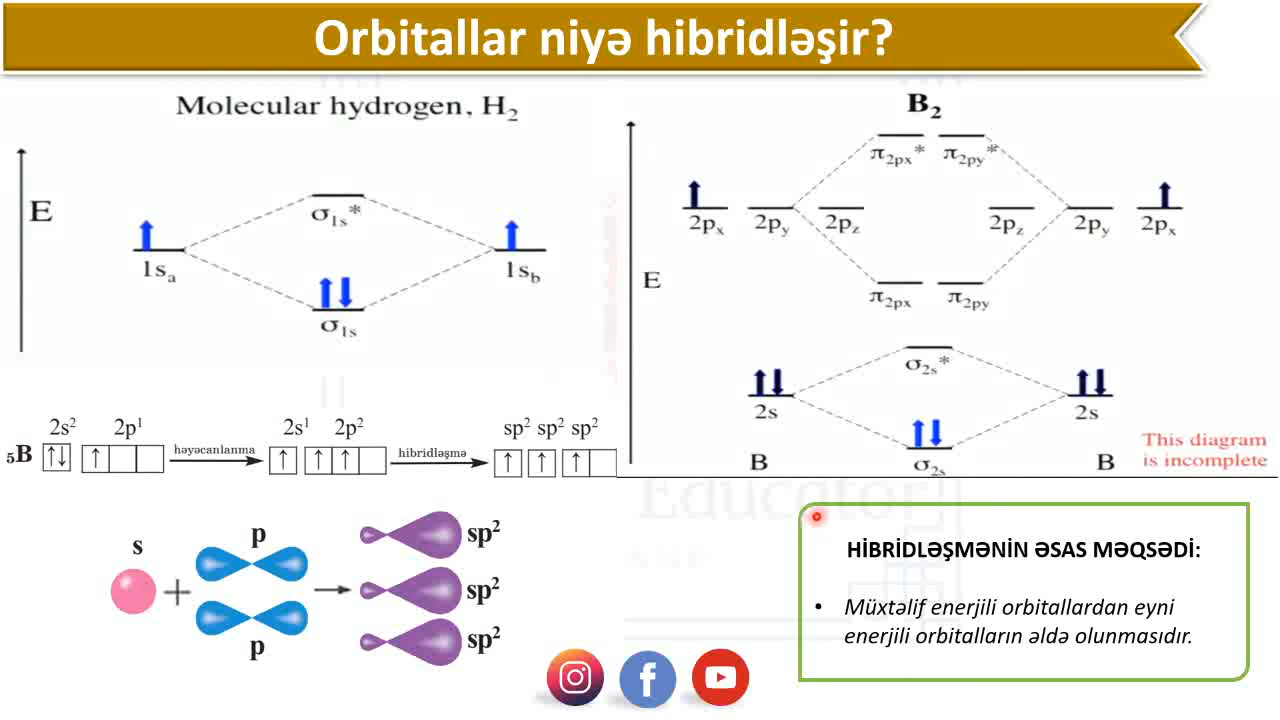 Orbitallar niyə hibridləşir?
Molecular hydrogen, H₂
E
σ₁ₛ*
1sₐ
1s_b
σ₁ₛ
B₂
π₂ₚₓ* π₂ₚᵧ*
2pₓ 2pᵧ 2p_z
2p_z 2pᵧ 2pₓ
E
π₂ₚₓ π₂ₚᵧ
σ₂ₛ*
2s
2s
σ₂ₛ
B
B
This diagram
is incomplete
2s² 2p¹
₅B
həyəcanlanma
2s¹ 2p²
hibridləşmə
sp² sp² sp²
s
p
p
sp²
sp²
sp²
Educator
HİBRİDLƏŞMƏNİN ƏSAS MƏQSƏDİ:
• Müxtəlif enerjili orbitallardan eyni
enerjili orbitalların əldə olunmasıdır.
f